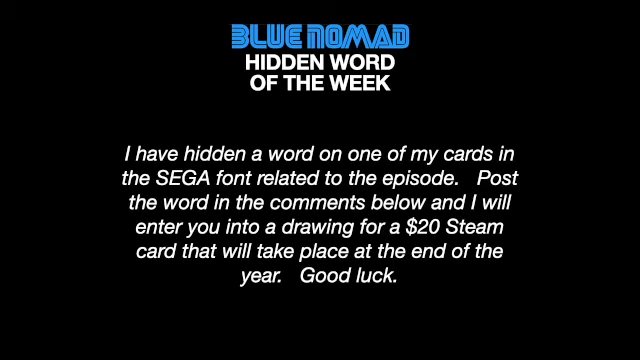 BLUE NOMAD
HIDDEN WORD
OF THE WEEK
I have hidden a word on one of my cards in
the SEGA font related to the episode. Post
the word in the comments below and I will
enter you into a drawing for a $20 Steam
card that will take place at the end of the
year. Good luck.